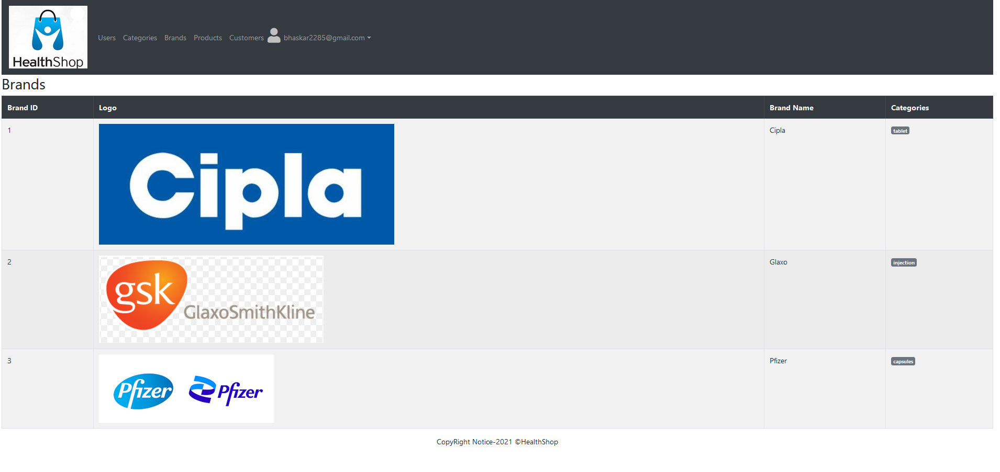 HealthShop
Users Categories Brands Products Customers bhaskar2285@gmail.com
Brands
Brand ID Logo Brand Name Categories
1 Cipla Cipla tablet
2 gsk GlaxoSmithKline Glaxo injection
3 Pfizer Pfizer Pfizer capsules
CopyRight Notice-2021 ©HealthShop